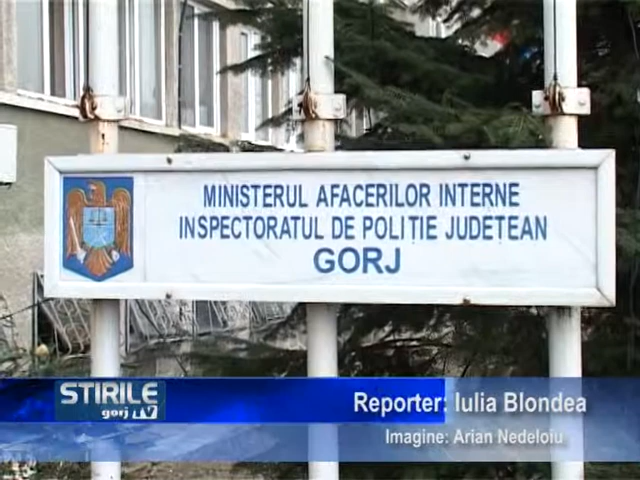 MINISTERUL AFACERILOR INTERNE
INSPECTORATUL DE POLIȚIE JUDEȚEAN
GORJ
STIRILE
gorj TV
Reporter: Iulia Blondea
Imagine: Arian Nedeloiu